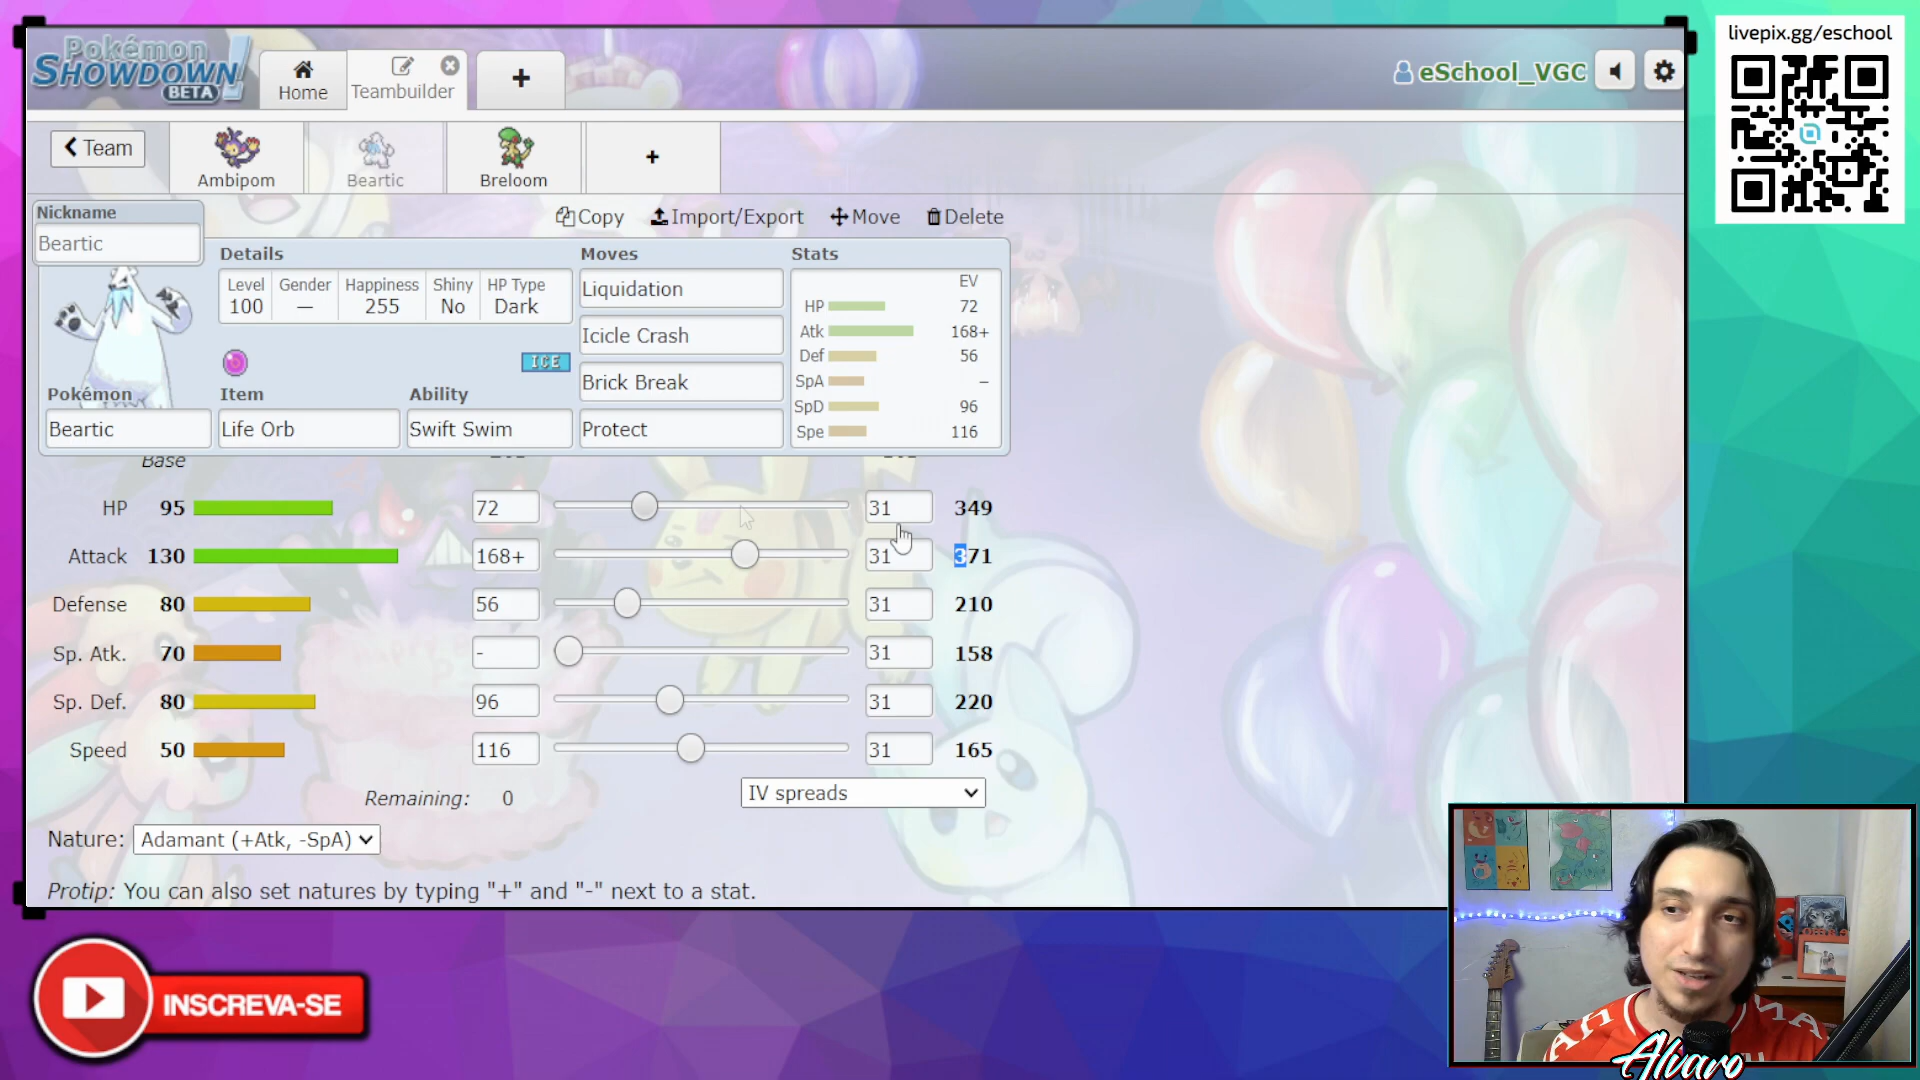 livepix.gg/eschool
Pokémon
SHOWDOWN!
BETA
Home
Teambuilder
+
eSchool_VGC
Team
Ambipom
Beartic
Breloom
+
Copy
Import/Export
Move
Delete
Nickname
Beartic
Details
Level Gender Happiness Shiny HP Type
100 — 255 No Dark
ICE
Pokémon
Beartic
Item
Life Orb
Ability
Swift Swim
Moves
Liquidation
Icicle Crash
Brick Break
Protect
Stats
EV
HP 72
Atk 168+
Def 56
SpA –
SpD 96
Spe 116
Base
HP 95 72 31 349
Attack 130 168+ 31 371
Defense 80 56 31 210
Sp. Atk. 70 - 31 158
Sp. Def. 80 96 31 220
Speed 50 116 31 165
Remaining: 0
IV spreads
Nature: Adamant (+Atk, -SpA)
Protip: You can also set natures by typing "+" and "-" next to a stat.
INSCREVA-SE
Alvaro